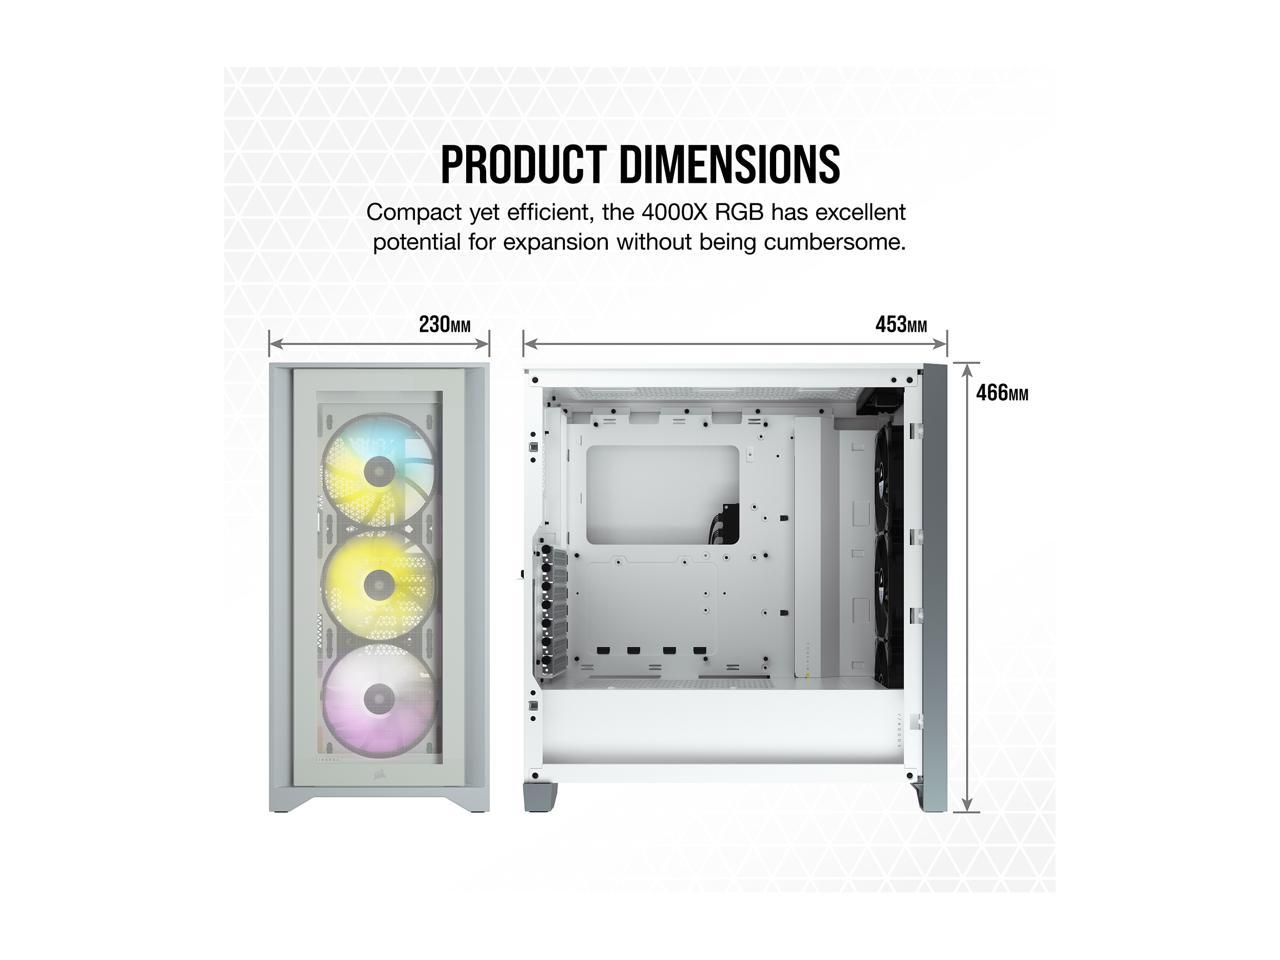 PRODUCT DIMENSIONS
Compact yet efficient, the 4000X RGB has excellent
potential for expansion without being cumbersome.
230MM
453MM
466MM